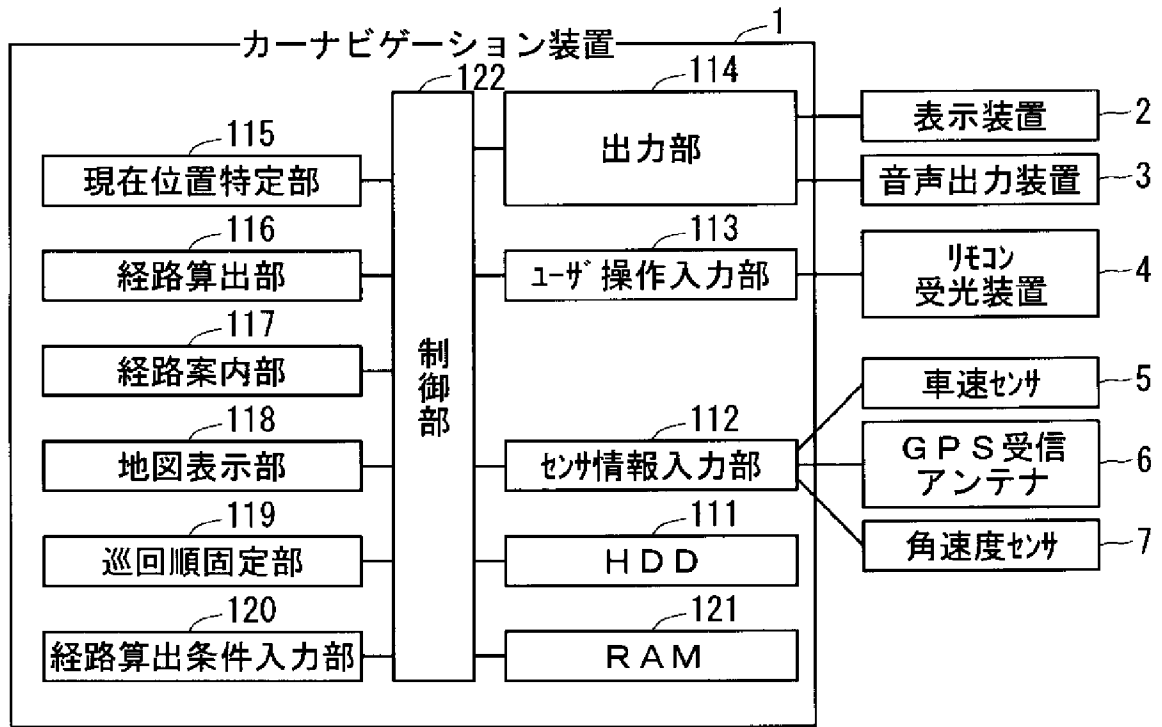 カーナビゲーション装置
1
122
制御部
115
現在位置特定部
116
経路算出部
117
経路案内部
118
地図表示部
119
巡回順固定部
120
経路算出条件入力部
114
出力部
113
ﾕｰｻﾞ操作入力部
112
ｾﾝｻ情報入力部
111
ＨＤＤ
121
ＲＡＭ
表示装置
2
音声出力装置
3
ﾘﾓｺﾝ
受光装置
4
車速ｾﾝｻ
5
ＧＰＳ受信
アンテナ
6
角速度ｾﾝｻ
7